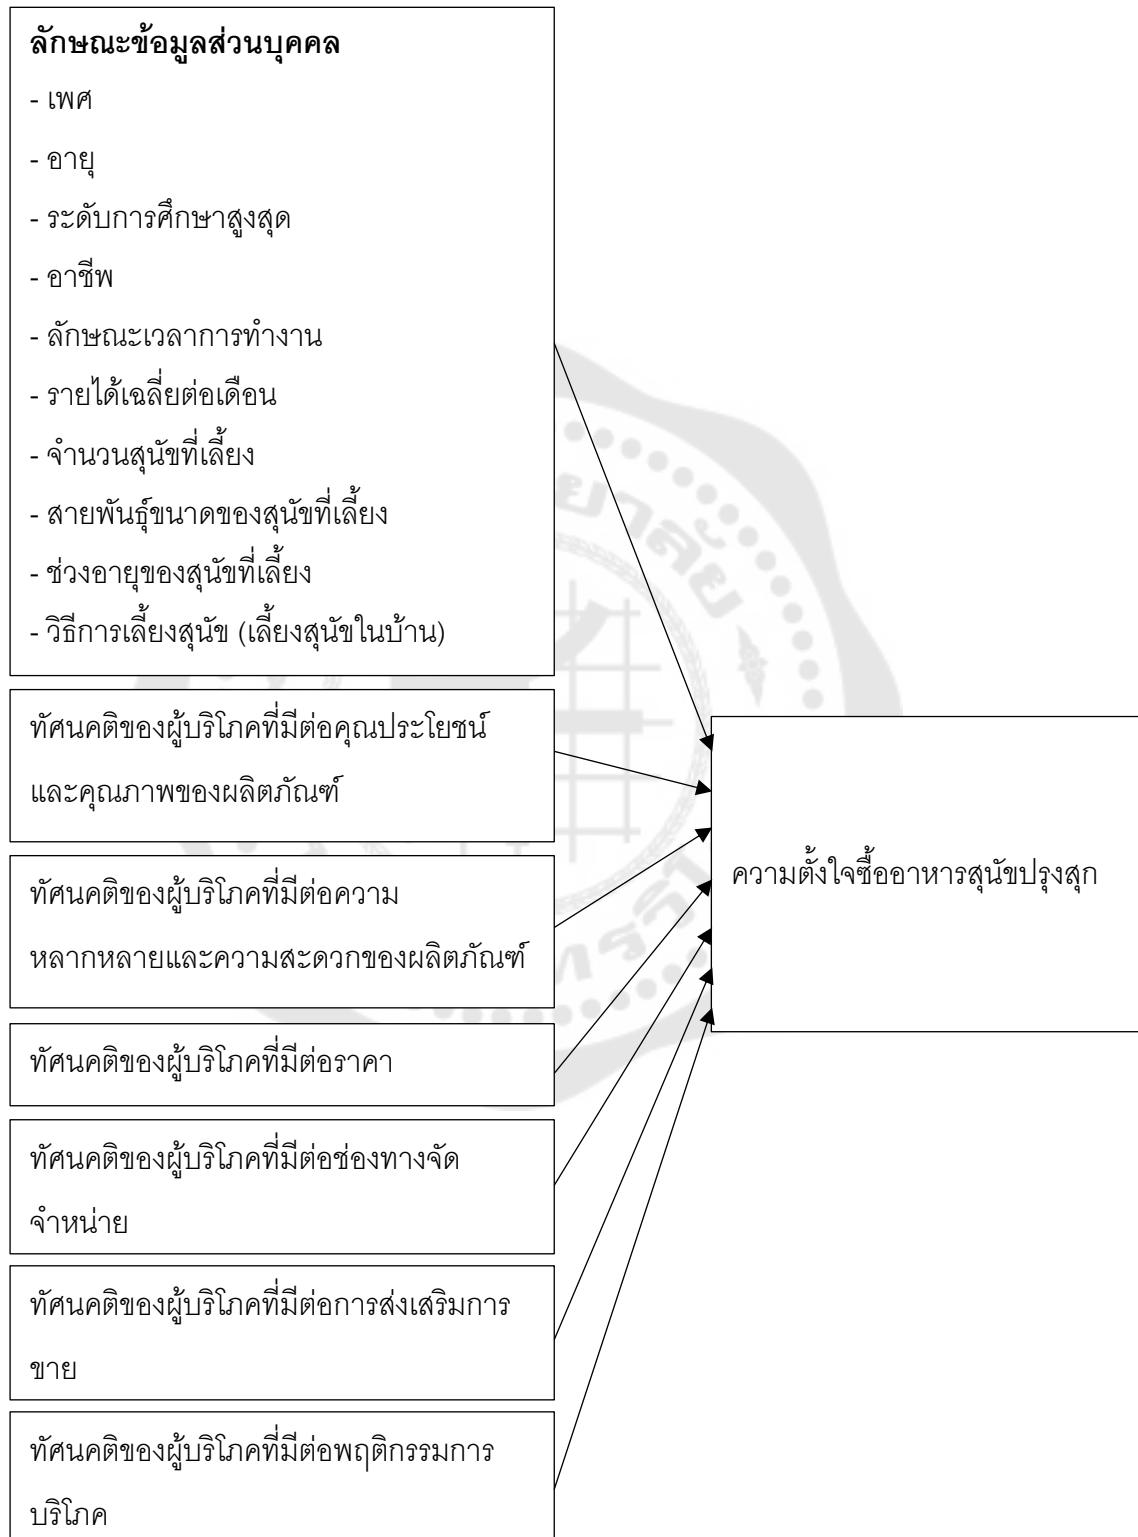 ลักษณะข้อมูลส่วนบุคคล
- เพศ
- อายุ
- ระดับการศึกษาสูงสุด
- อาชีพ
- ลักษณะเวลาการทำงาน
- รายได้เฉลี่ยต่อเดือน
- จำนวนสุนัขที่เลี้ยง
- สายพันธุ์ขนาดของสุนัขที่เลี้ยง
- ช่วงอายุของสุนัขที่เลี้ยง
- วิธีการเลี้ยงสุนัข (เลี้ยงสุนัขในบ้าน)
ทัศนคติของผู้บริโภคที่มีต่อคุณประโยชน์
และคุณภาพของผลิตภัณฑ์
ทัศนคติของผู้บริโภคที่มีต่อความ
หลากหลายและความสะดวกของผลิตภัณฑ์
ทัศนคติของผู้บริโภคที่มีต่อราคา
ทัศนคติของผู้บริโภคที่มีต่อช่องทางจัด
จำหน่าย
ทัศนคติของผู้บริโภคที่มีต่อการส่งเสริมการ
ขาย
ทัศนคติของผู้บริโภคที่มีต่อพฤติกรรมการ
บริโภค
ความตั้งใจซื้ออาหารสุนัขปรุงสุก